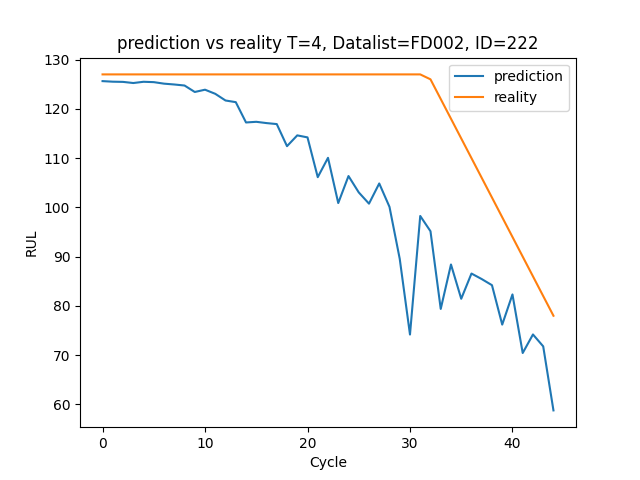 prediction vs reality T=4, Datalist=FD002, ID=222
130
120
110
100
90
80
70
60
RUL
prediction
reality
0 10 20 30 40
Cycle